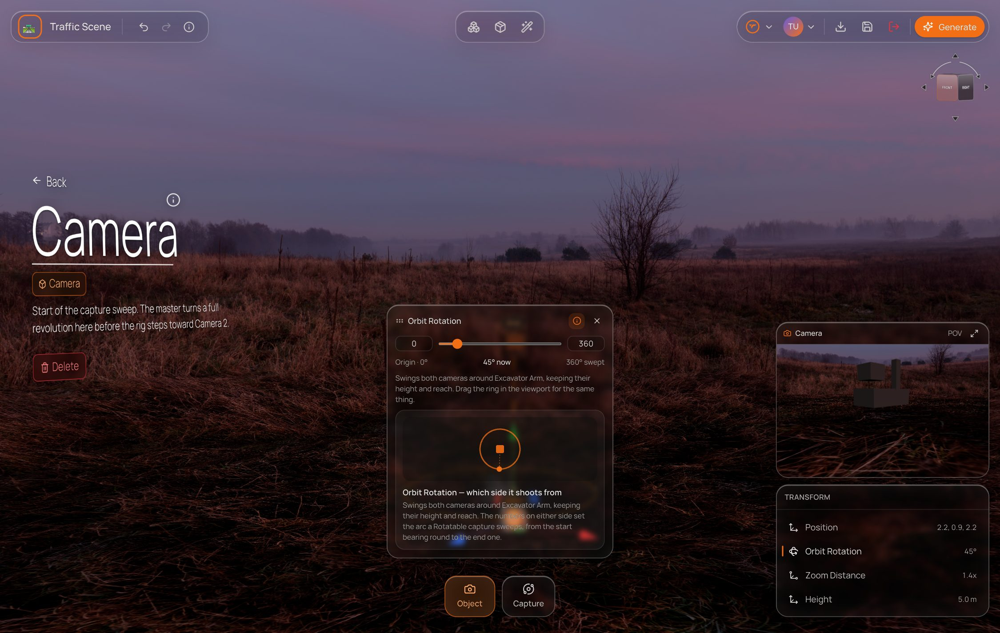 Traffic Scene
TU
Generate
FRONT
RIGHT
Back
Camera
Camera
Start of the capture sweep. The master turns a full
revolution here before the rig steps toward Camera 2.
Delete
Orbit Rotation
0
360
Origin · 0°
45° now
360° swept
Swings both cameras around Excavator Arm, keeping their
height and reach. Drag the ring in the viewport for the same
thing.
Orbit Rotation — which side it shoots from
Swings both cameras around Excavator Arm, keeping
their height and reach. The numbers on either side set
the arc a Rotatable capture sweeps, from the start
bearing round to the end one.
Object
Capture
Camera
POV
TRANSFORM
Position 2.2, 0.9, 2.2
Orbit Rotation 45°
Zoom Distance 1.4x
Height 5.0 m